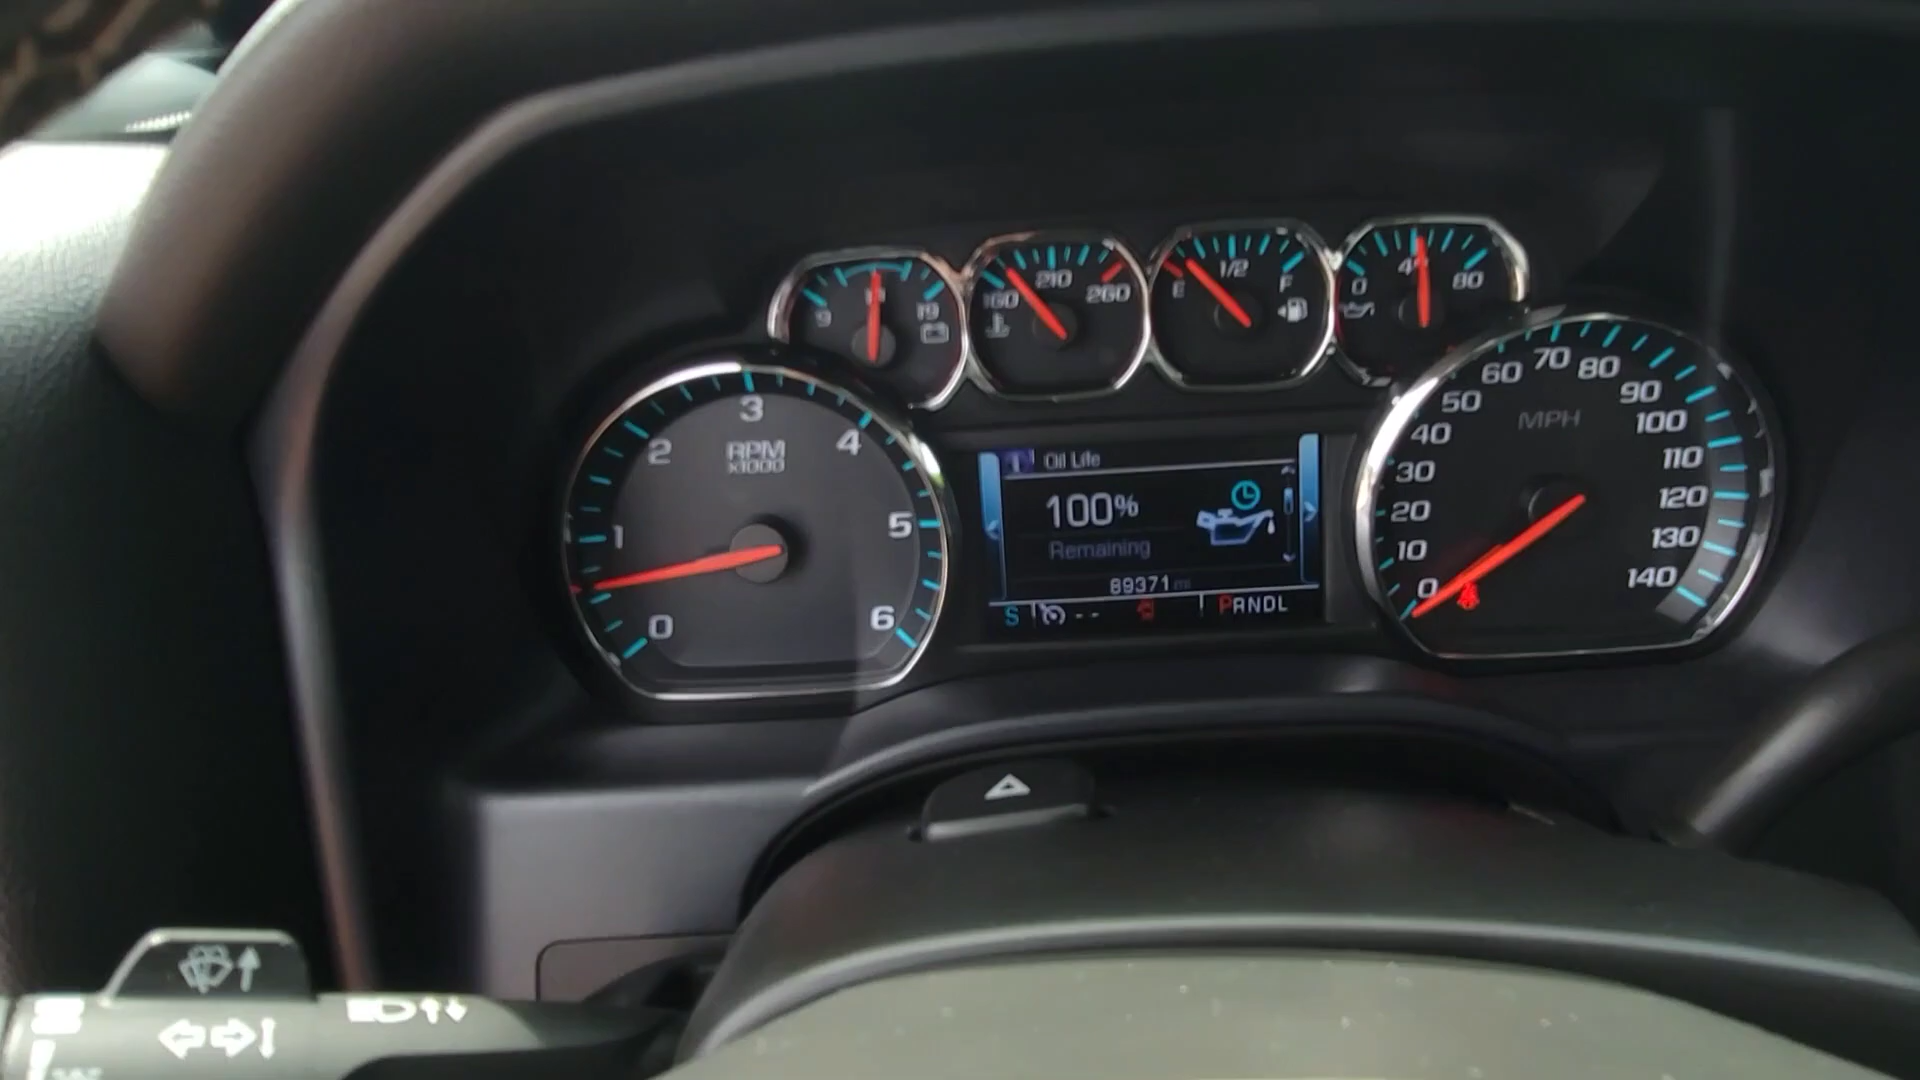 9 19
160 210 260
E 1/2 F
0 80
0 1 2 3 4 5 6
RPM
x1000
Oil Life
100%
Remaining
89371 mi
S -- PRNDL
0 10 20 30 40 50 60 70 80 90 100 110 120 130 140
MPH